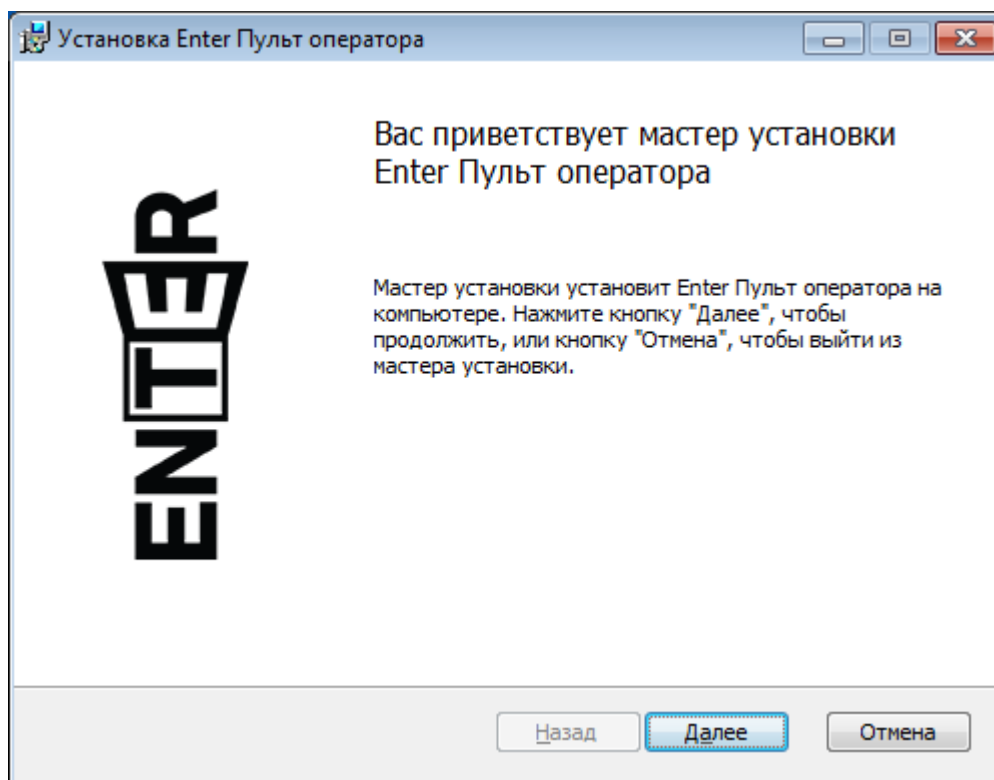 Установка Enter Пульт оператора
Вас приветствует мастер установки
Enter Пульт оператора
ENTER
Мастер установки установит Enter Пульт оператора на
компьютере. Нажмите кнопку "Далее", чтобы
продолжить, или кнопку "Отмена", чтобы выйти из
мастера установки.
Назад
Далее
Отмена